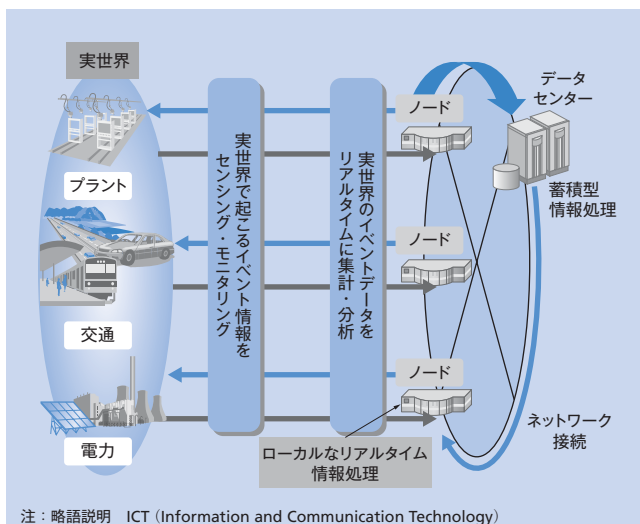 実世界
プラント
交通
電力
実世界で起こるイベント情報を
センシング・モニタリング
実世界のイベントデータを
リアルタイムに集計・分析
ノード
ノード
ノード
ローカルなリアルタイム
情報処理
データ
センター
蓄積型
情報処理
ネットワーク
接続
注：略語説明　ICT（Information and Communication Technology）